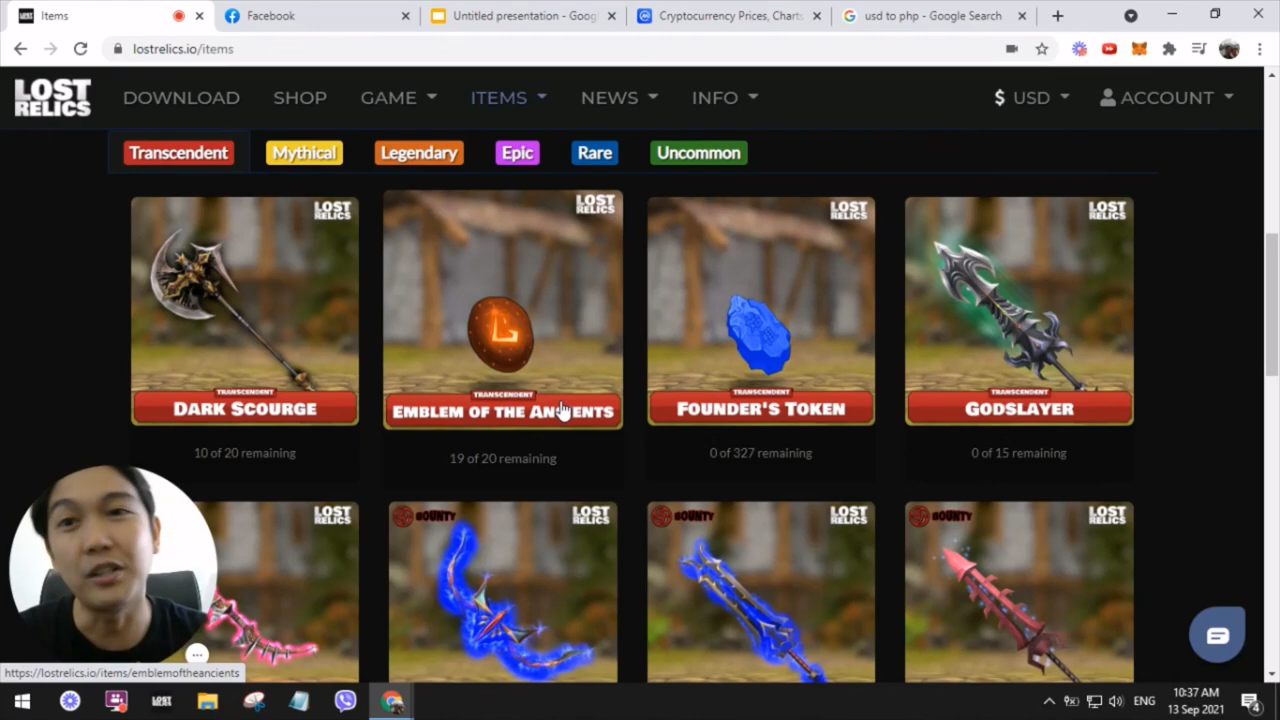 Items
Facebook
Untitled presentation - Goog
Cryptocurrency Prices, Charts
usd to php - Google Search
lostrelics.io/items
LOST RELICS
DOWNLOAD
SHOP
GAME
ITEMS
NEWS
INFO
$ USD
ACCOUNT
Transcendent
Mythical
Legendary
Epic
Rare
Uncommon
LOST RELICS
LOST RELICS
LOST RELICS
LOST RELICS
TRANSCENDENT
TRANSCENDENT
TRANSCENDENT
TRANSCENDENT
DARK SCOURGE
EMBLEM OF THE ANCIENTS
FOUNDER'S TOKEN
GODSLAYER
10 of 20 remaining
19 of 20 remaining
0 of 327 remaining
0 of 15 remaining
LOST RELICS
BOUNTY
LOST RELICS
BOUNTY
LOST RELICS
BOUNTY
LOST RELICS
https://lostrelics.io/items/emblemoftheancients
LOST
ENG
10:37 AM
13 Sep 2021
4